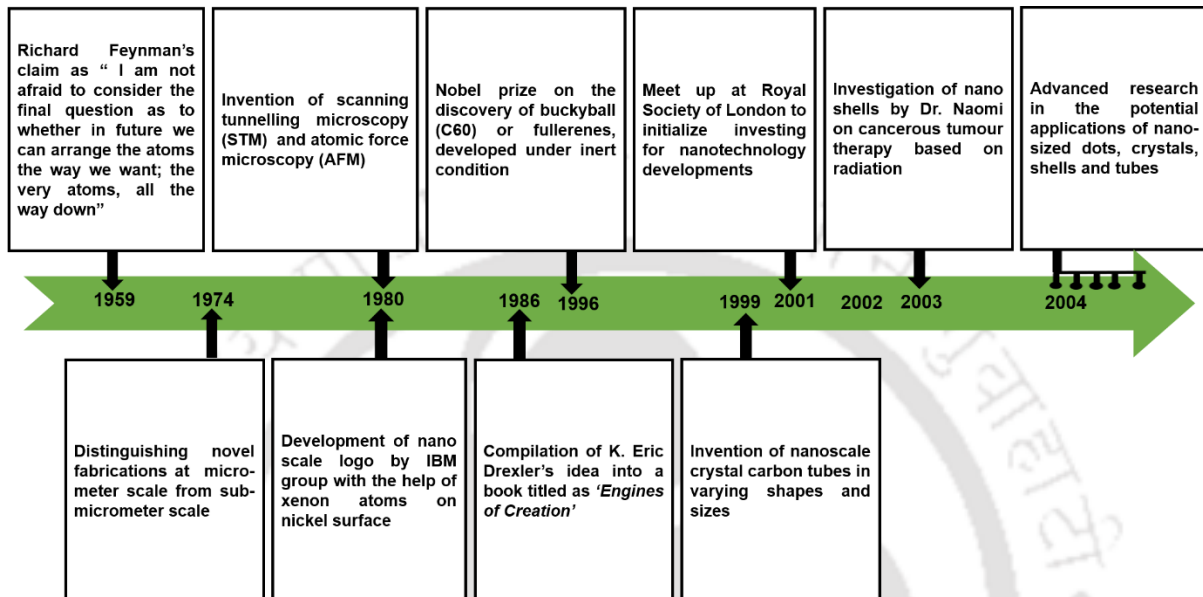 Richard Feynman's
claim as “ I am not
afraid to consider the
final question as to
whether in future we
can arrange the atoms
the way we want; the
very atoms, all the
way down”
Invention of scanning
tunnelling microscopy
(STM) and atomic force
microscopy (AFM)
Nobel prize on the
discovery of buckyball
(C60) or fullerenes,
developed under inert
condition
Meet up at Royal
Society of London to
initialize investing
for nanotechnology
developments
Investigation of nano
shells by Dr. Naomi
on cancerous tumour
therapy based on
radiation
Advanced research
in the potential
applications of nano-
sized dots, crystals,
shells and tubes
1959
1974
1980
1986
1996
1999
2001
2002
2003
2004
Distinguishing novel
fabrications at micro-
meter scale from sub-
micrometer scale
Development of nano
scale logo by IBM
group with the help of
xenon atoms on
nickel surface
Compilation of K. Eric
Drexler's idea into a
book titled as ‘Engines
of Creation’
Invention of nanoscale
crystal carbon tubes in
varying shapes and
sizes